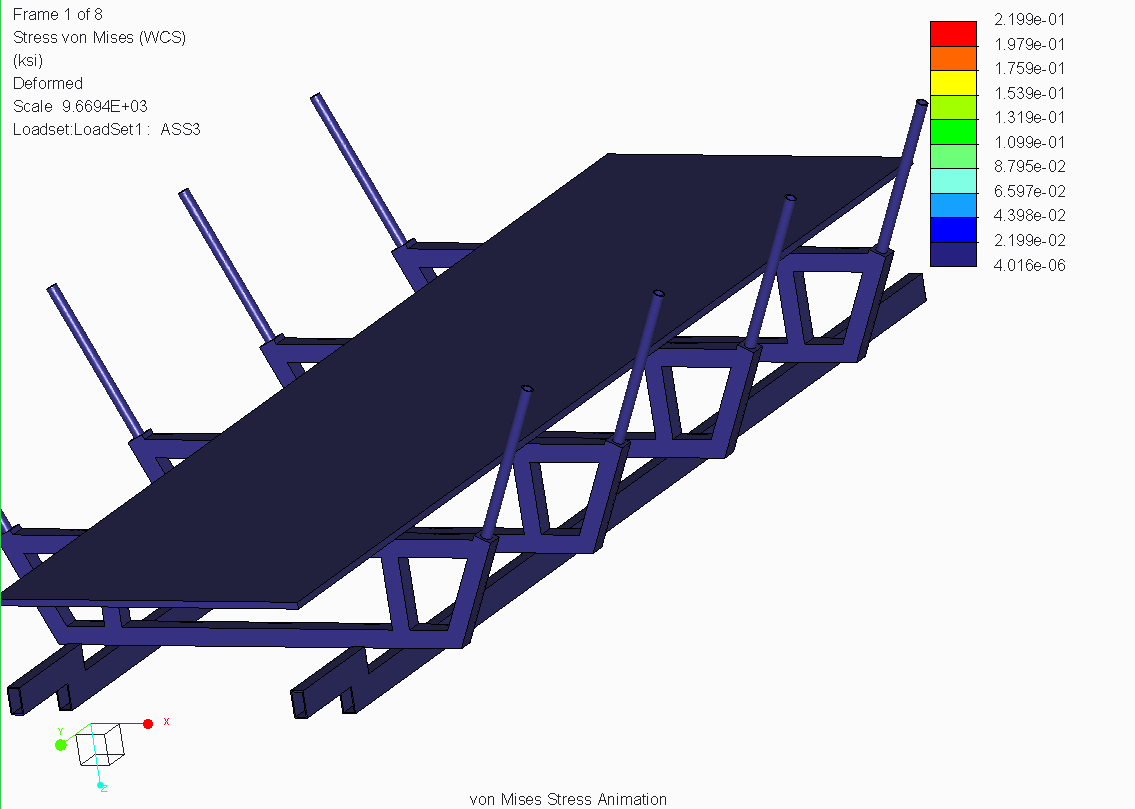 Frame 1 of 8
Stress von Mises (WCS)
(ksi)
Deformed
Scale 9.6694E+03
Loadset:LoadSet1 : ASS3
2.199e-01
1.979e-01
1.759e-01
1.539e-01
1.319e-01
1.099e-01
8.795e-02
6.597e-02
4.398e-02
2.199e-02
4.016e-06
X
Y
Z
von Mises Stress Animation